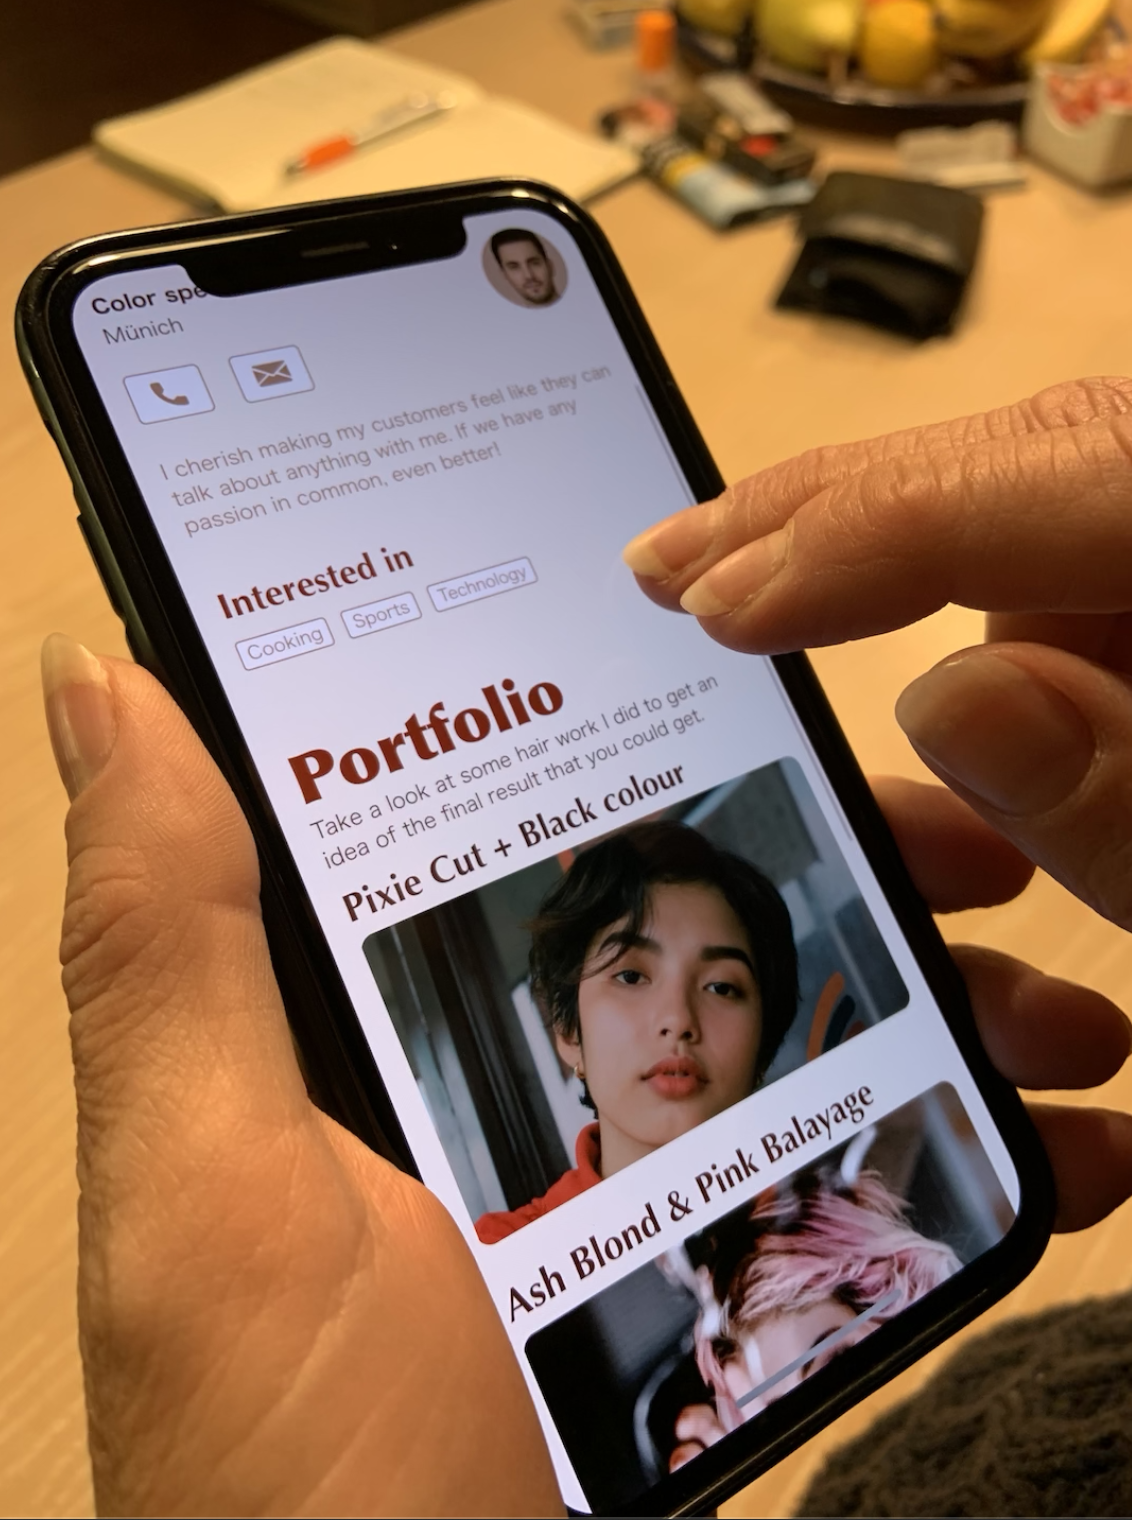 Color spe
Münich
I cherish making my customers feel like they can
talk about anything with me. If we have any
passion in common, even better!
Interested in
Cooking Sports Technology
Portfolio
Take a look at some hair work I did to get an
idea of the final result that you could get.
Pixie Cut + Black colour
Ash Blond & Pink Balayage